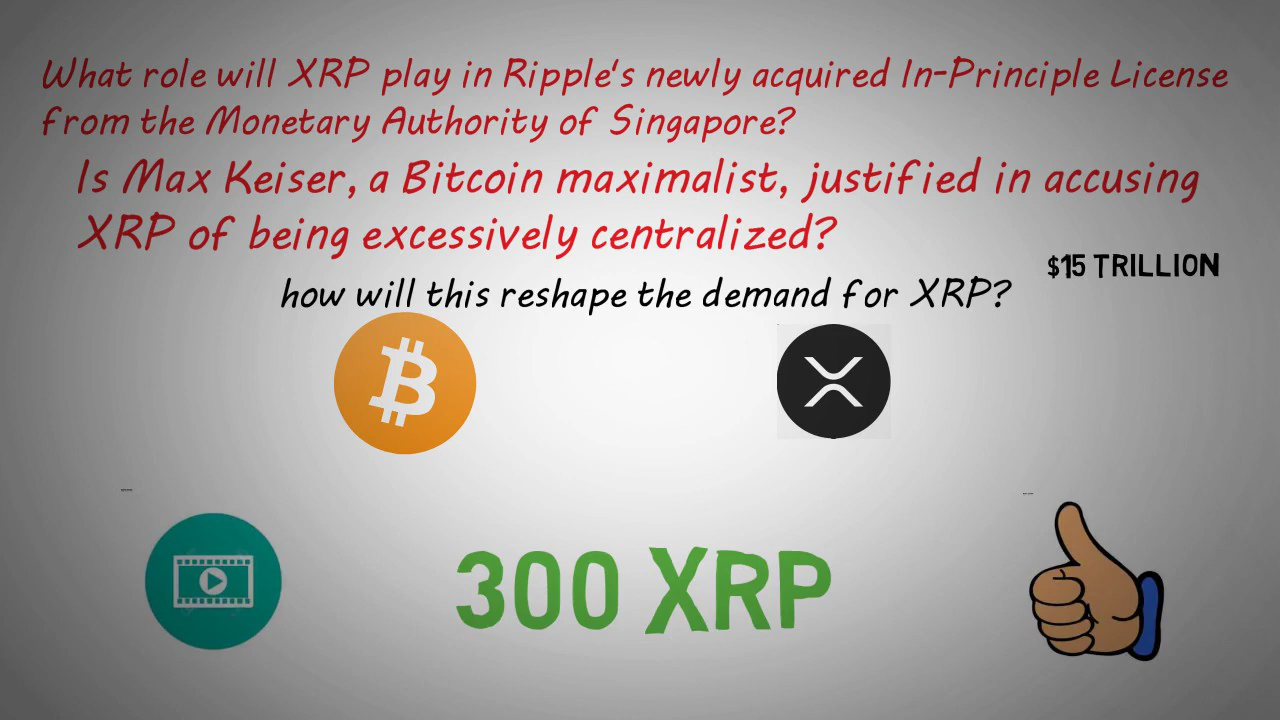 What role will XRP play in Ripple's newly acquired In-Principle License
from the Monetary Authority of Singapore?
Is Max Keiser, a Bitcoin maximalist, justified in accusing
XRP of being excessively centralized?
$15 TRILLION
how will this reshape the demand for XRP?
300 XRP